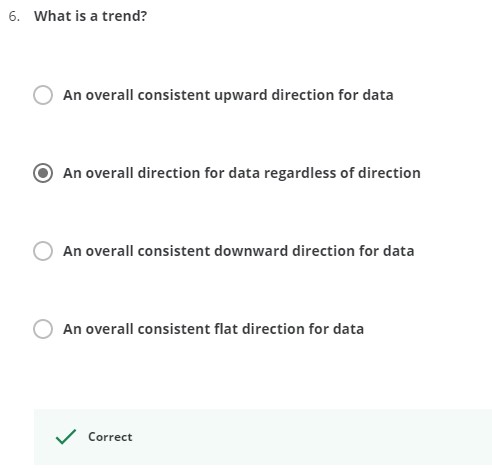 6. What is a trend?
An overall consistent upward direction for data
An overall direction for data regardless of direction
An overall consistent downward direction for data
An overall consistent flat direction for data
Correct